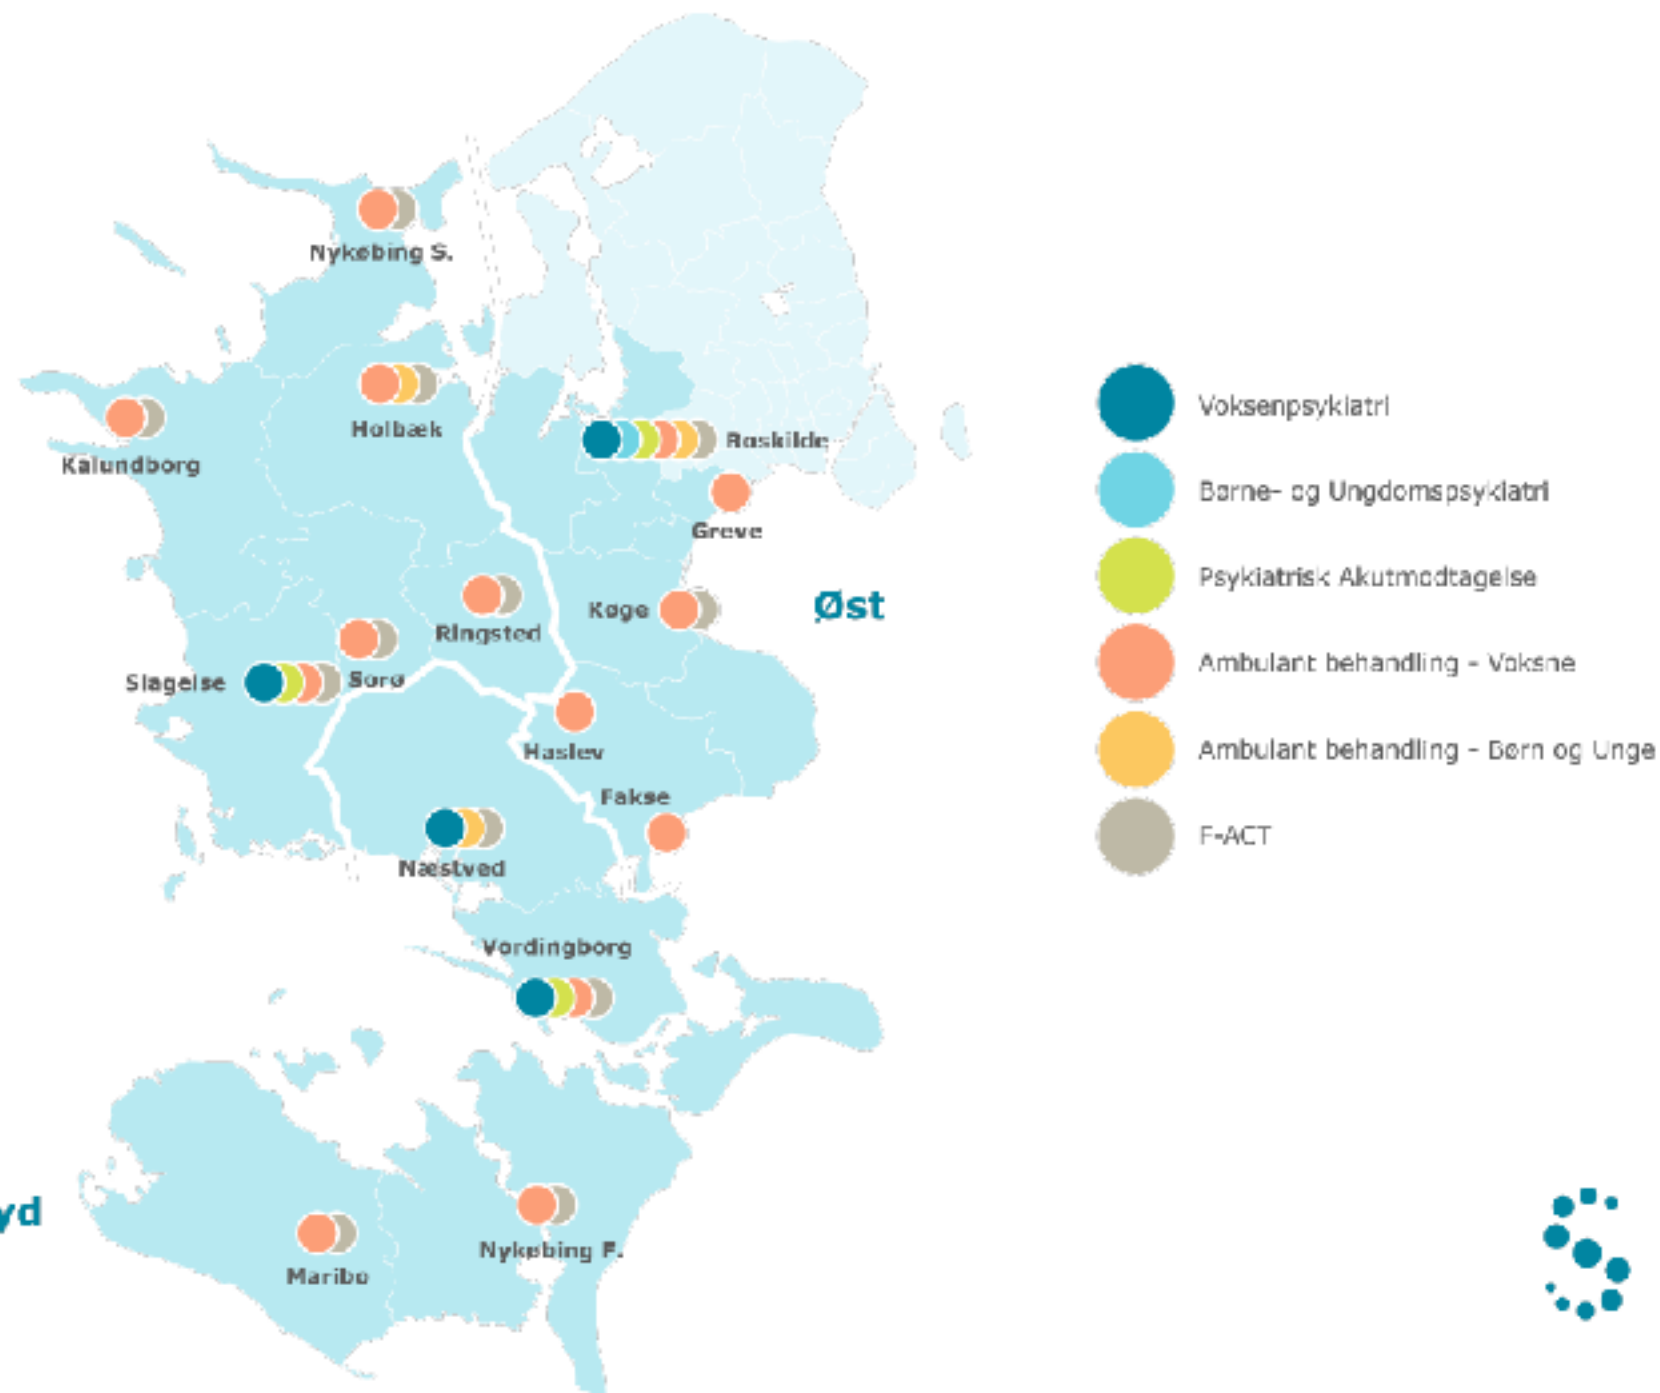 Nykøbing S.
Holbæk
Kalundborg
Roskilde
Greve
Ringsted
Køge
Øst
Slagelse
Sorø
Haslev
Fakse
Næstved
Vordingborg
yd
Nykøbing F.
Maribo
Voksenpsykiatri
Børne- og Ungdomspsykiatri
Psykiatrisk Akutmodtagelse
Ambulant behandling - Voksne
Ambulant behandling - Børn og Unge
F-ACT